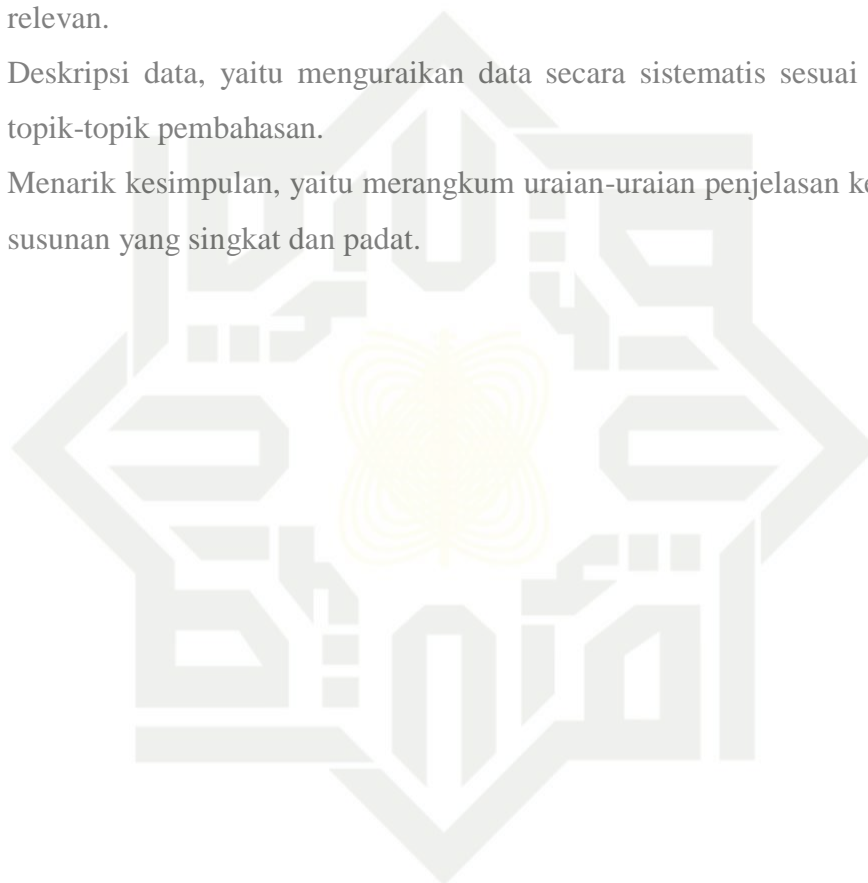 relevan.
Deskripsi data, yaitu menguraikan data secara sistematis sesuai
topik-topik pembahasan.
Menarik kesimpulan, yaitu merangkum uraian-uraian penjelasan
susunan yang singkat dan padat.